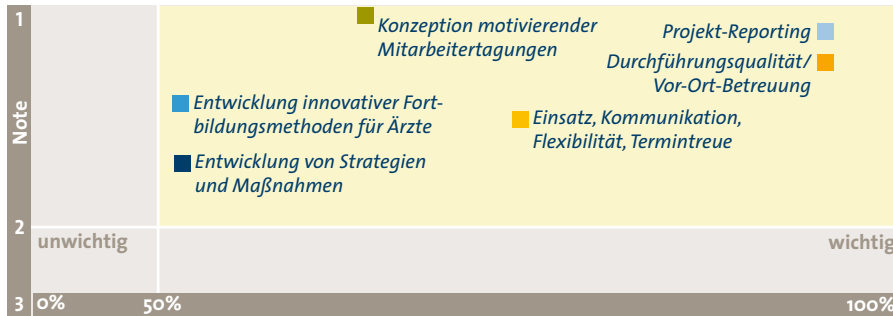 1
Konzeption motivierender
Mitarbeitertagungen
Projekt-Reporting
Durchführungsqualität/
Vor-Ort-Betreuung
Entwicklung innovativer Fort-
bildungsmethoden für Ärzte
Einsatz, Kommunikation,
Flexibilität, Termintreue
Note
Entwicklung von Strategien
und Maßnahmen
2
unwichtig
wichtig
3
0%
50%
100%